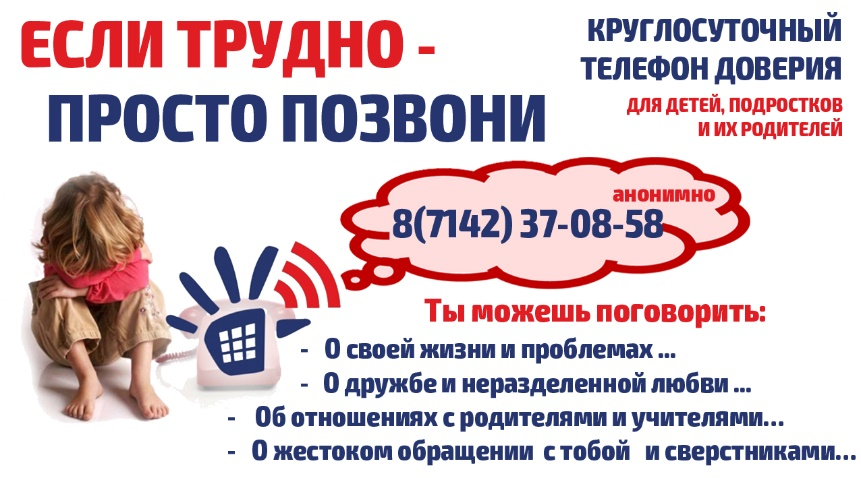 ЕСЛИ ТРУДНО -
ПРОСТО ПОЗВОНИ
КРУГЛОСУТОЧНЫЙ
ТЕЛЕФОН ДОВЕРИЯ
ДЛЯ ДЕТЕЙ, ПОДРОСТКОВ
И ИХ РОДИТЕЛЕЙ
анонимно
8(7142) 37-08-58
Ты можешь поговорить:
- О своей жизни и проблемах ...
- О дружбе и неразделенной любви ...
- Об отношениях с родителями и учителями...
- О жестоком обращении с тобой и сверстниками...